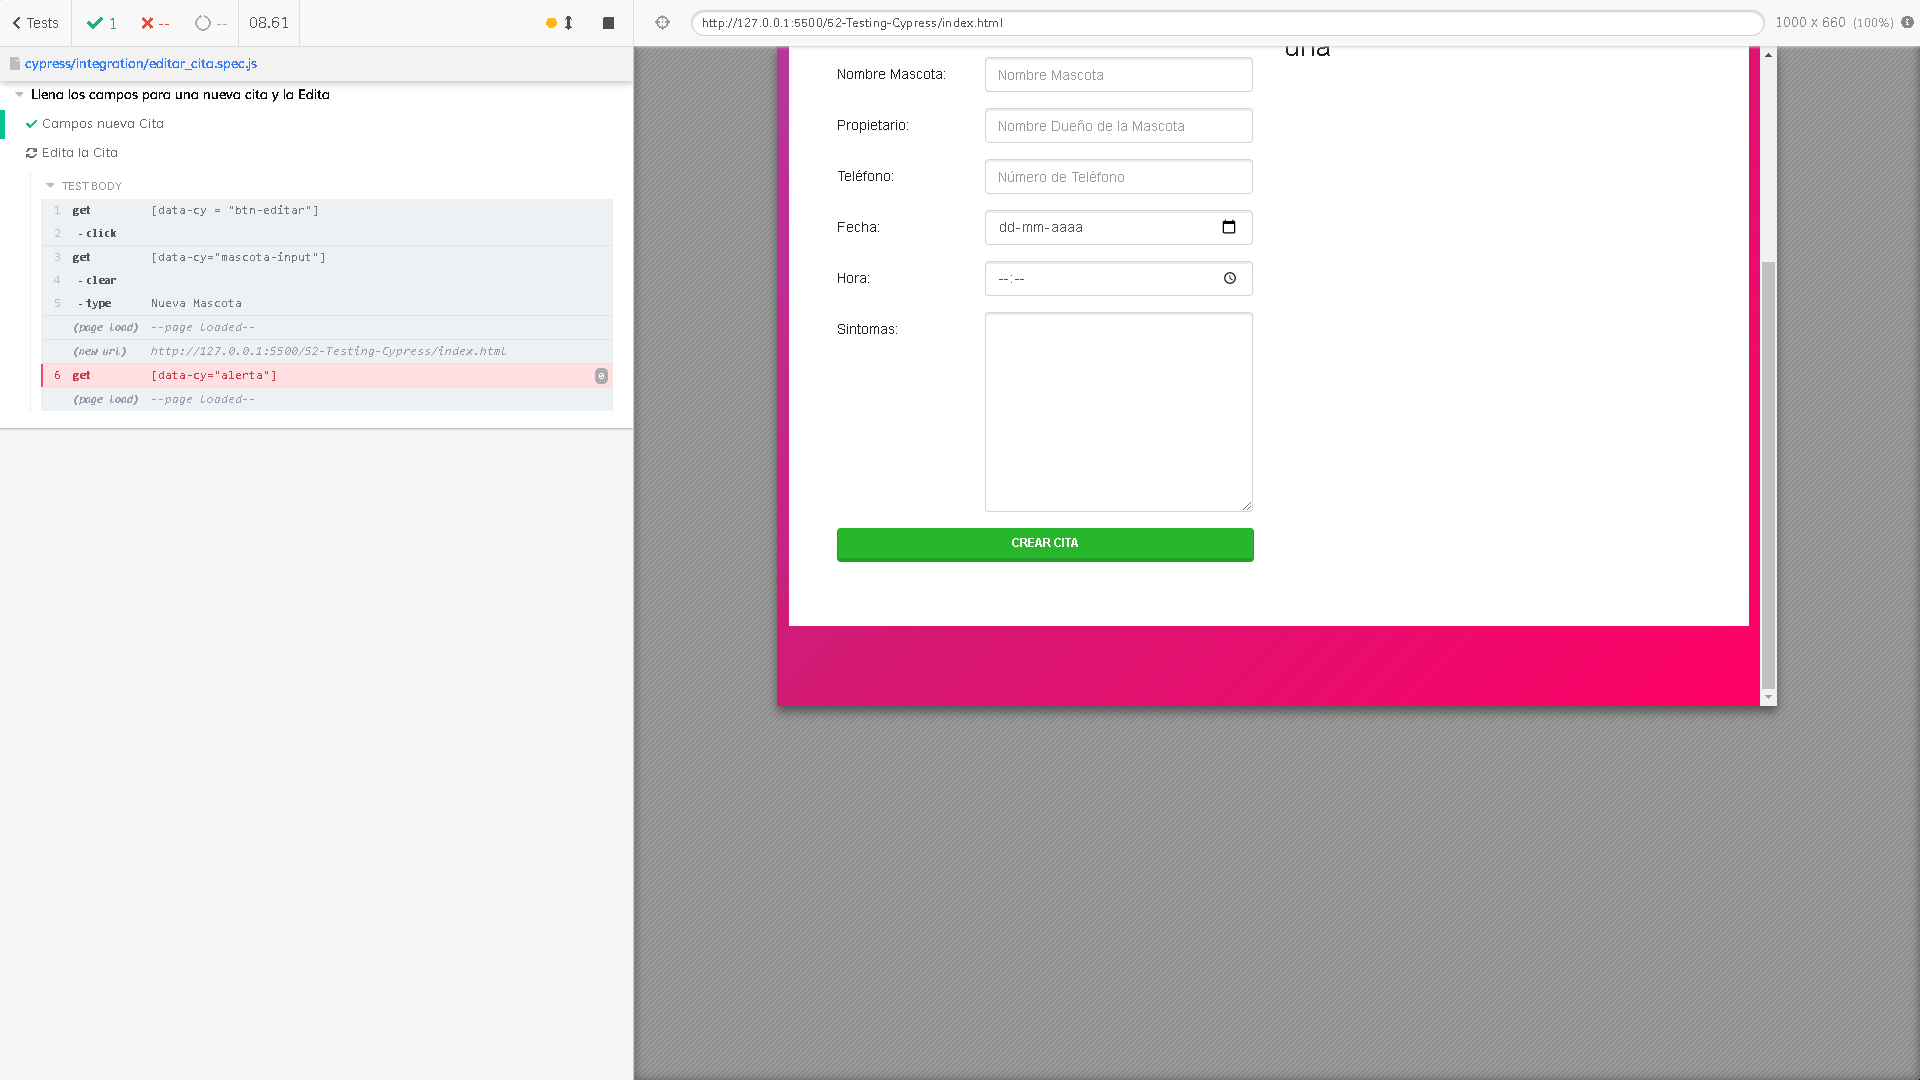 Tests
1
--
--
08.61
http://127.0.0.1:5500/52-Testing-Cypress/index.html
1000 x 660 (100%)
cypress/integration/editar_cita.spec.js
Llena los campos para una nueva cita y la Edita
Campos nueva Cita
Edita la Cita
TEST BODY
1 get [data-cy = "btn-editar"]
2 - click
3 get [data-cy="mascota-input"]
4 - clear
5 - type Nueva Mascota
(page load) --page loaded--
(new url) http://127.0.0.1:5500/52-Testing-Cypress/index.html
6 get [data-cy="alerta"] 0
(page load) --page loaded--
una
Nombre Mascota: Nombre Mascota
Propietario: Nombre Dueño de la Mascota
Teléfono: Número de Teléfono
Fecha: dd-mm-aaaa
Hora: --:--
Sintomas:
CREAR CITA